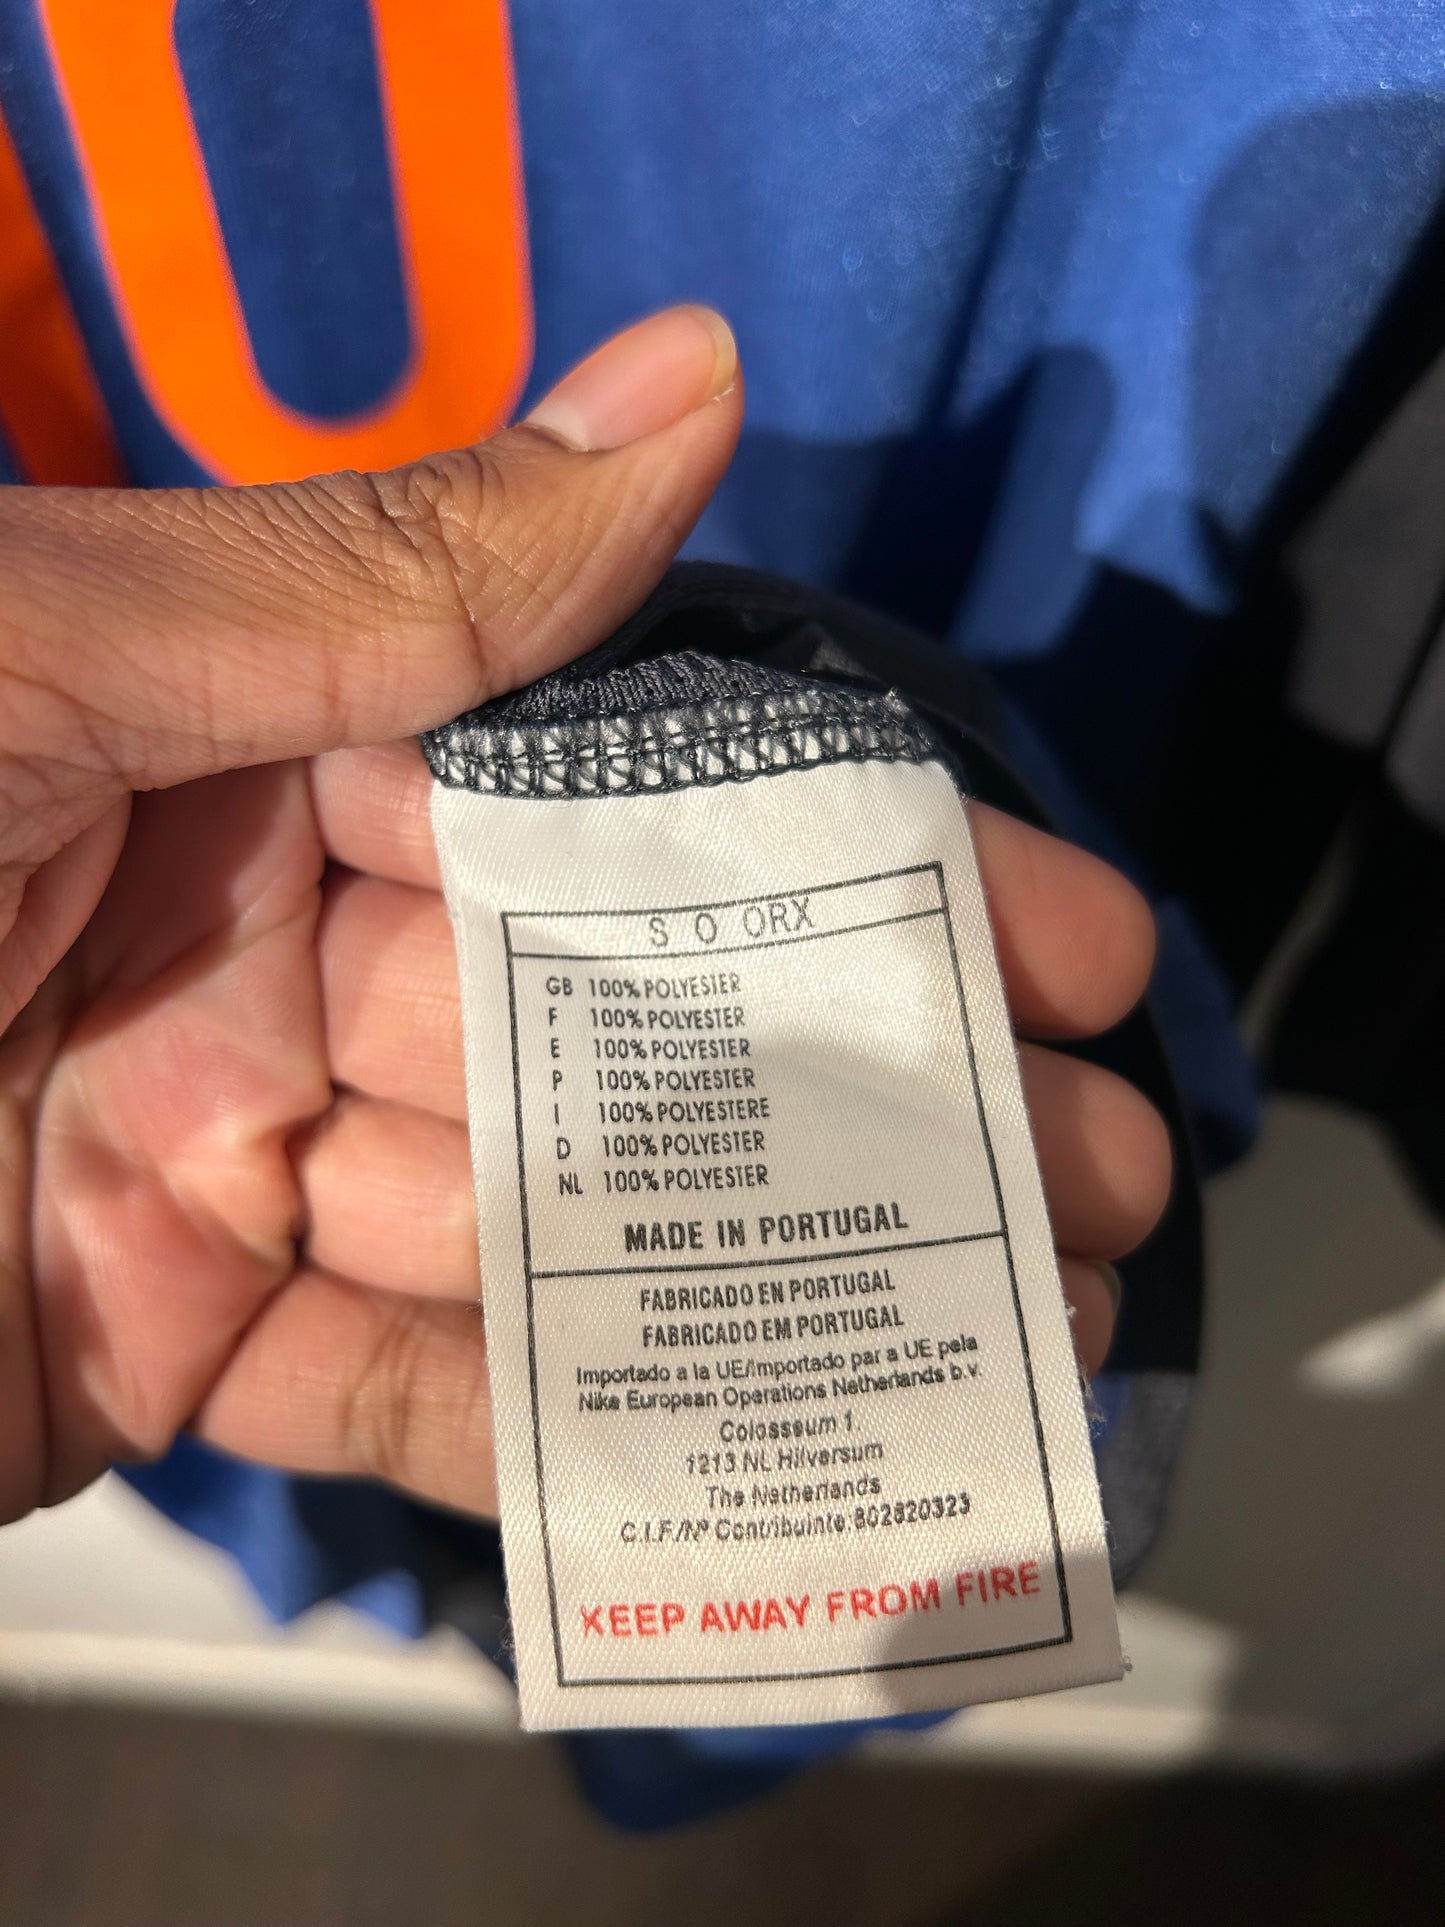 0
S O ORX
GB 100% POLYESTER
F 100% POLYESTER
E 100% POLYESTER
P 100% POLYESTER
I 100% POLYESTERE
D 100% POLYESTER
NL 100% POLYESTER
MADE IN PORTUGAL
FABRICADO EN PORTUGAL
FABRICADO EM PORTUGAL
Importado a la UE/Importado par a UE pela
Nike European Operations Netherlands b.v.
Colosseum 1.
1213 NL Hilversum
The Netherlands
C.I.F./Nº Contribuinte:802820323
KEEP AWAY FROM FIRE